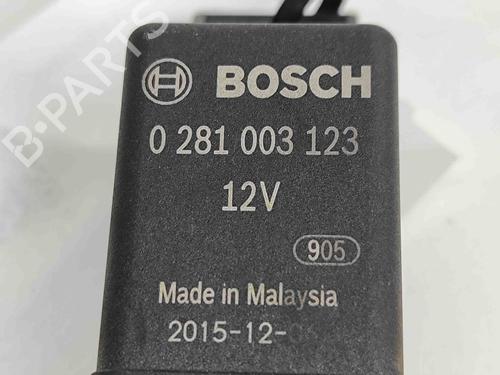 BOSCH
0 281 003 123
12V
905
Made in Malaysia
2015-12-
B-PARTS